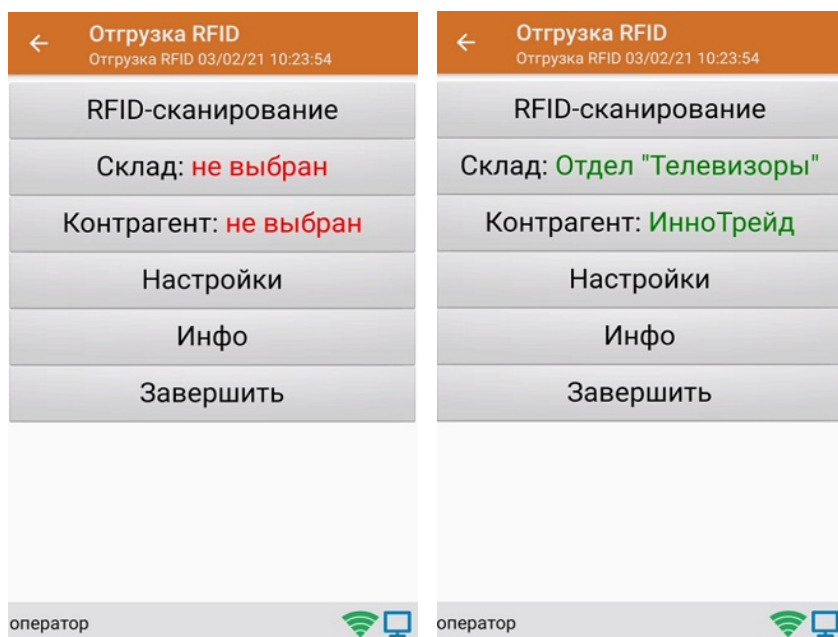 Отгрузка RFID
Отгрузка RFID 03/02/21 10:23:54
RFID-сканирование
Склад: не выбран
Контрагент: не выбран
Настройки
Инфо
Завершить
оператор
Отгрузка RFID
Отгрузка RFID 03/02/21 10:23:54
RFID-сканирование
Склад: Отдел "Телевизоры"
Контрагент: ИнноТрейд
Настройки
Инфо
Завершить
оператор